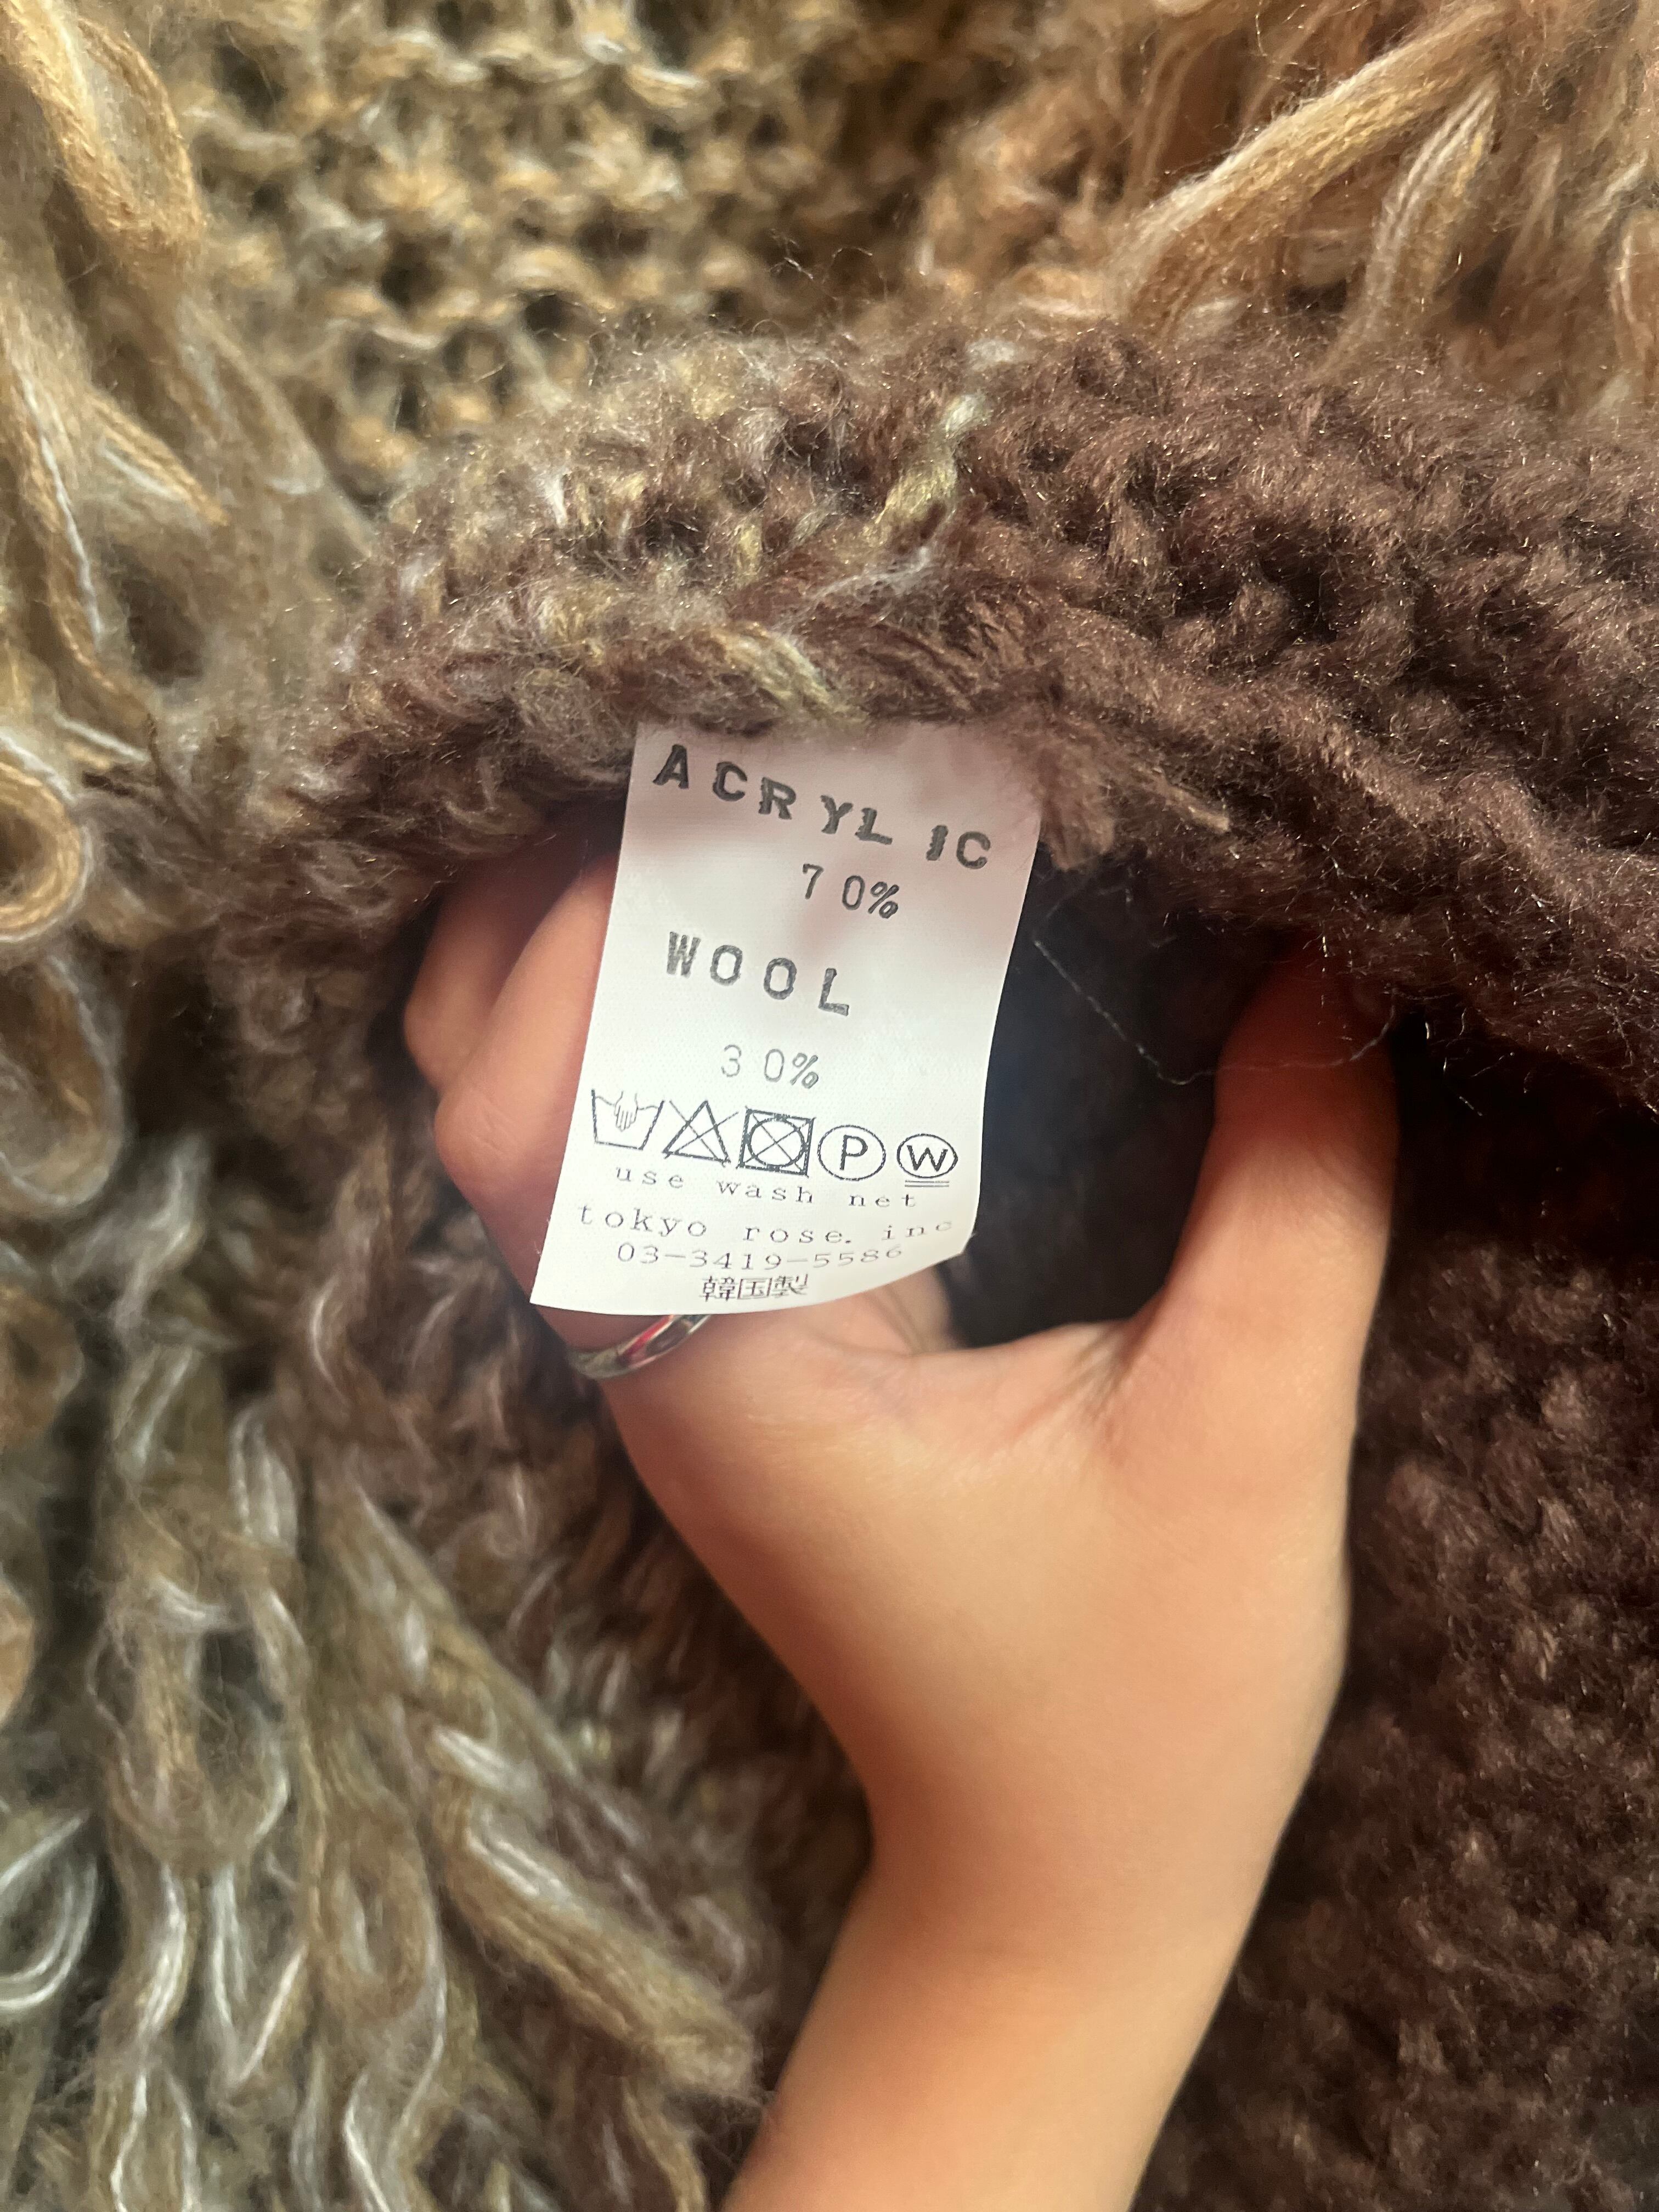 ACRYLIC
70%
WOOL
30%
P W
use wash net
tokyo rose. inc
03-3419-5586
韓国製